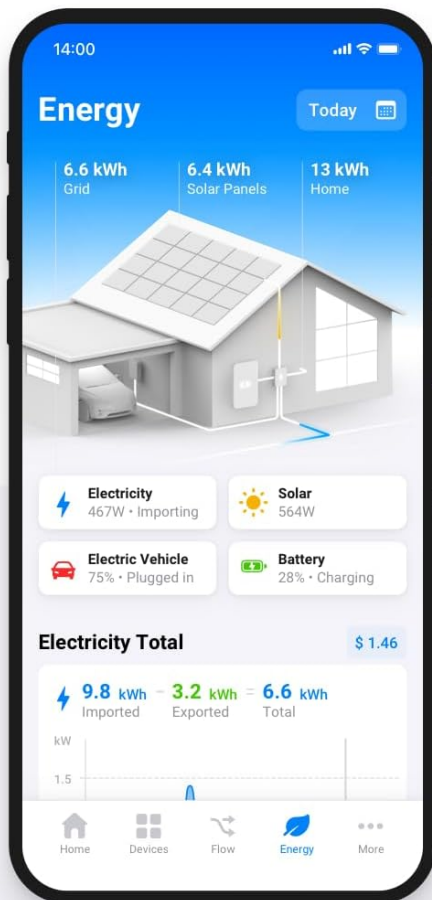 14:00
Energy
Today
6.6 kWh
Grid
6.4 kWh
Solar Panels
13 kWh
Home
Electricity
467W • Importing
Solar
564W
Electric Vehicle
75% • Plugged in
Battery
28% • Charging
Electricity Total
$ 1.46
9.8 kWh – 3.2 kWh = 6.6 kWh
Imported Exported Total
kW
1.5
Home Devices Flow Energy More